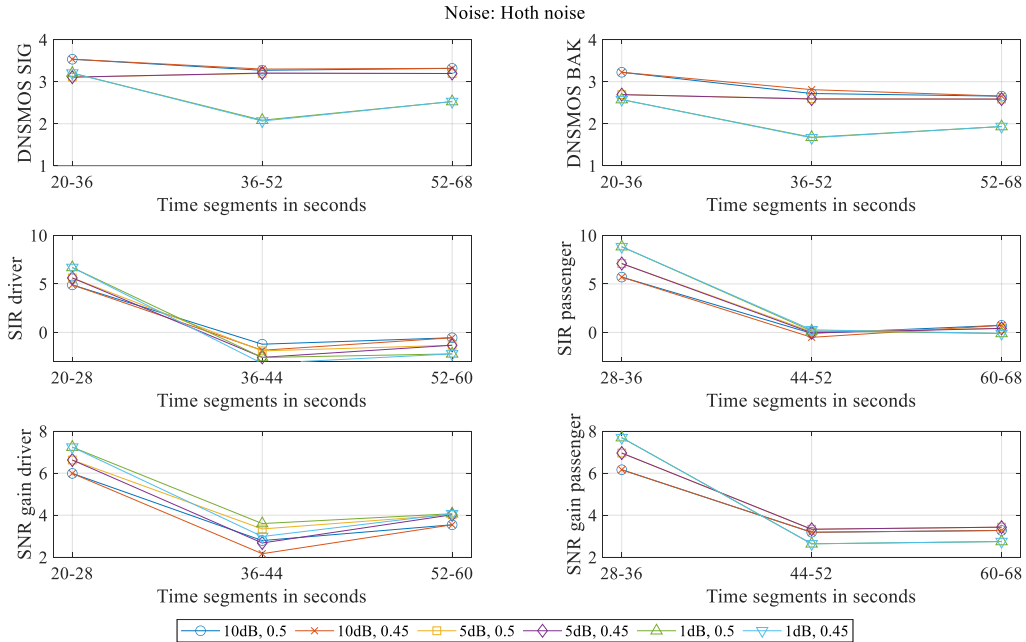 Noise: Hoth noise
DNSMOS SIG
4
3
2
1
20-36 36-52 52-68
Time segments in seconds
DNSMOS BAK
4
3
2
1
20-36 36-52 52-68
Time segments in seconds
SIR driver
10
5
0
20-28 36-44 52-60
Time segments in seconds
SIR passenger
10
5
0
28-36 44-52 60-68
Time segments in seconds
SNR gain driver
8
6
4
2
20-28 36-44 52-60
Time segments in seconds
SNR gain passenger
8
6
4
2
28-36 44-52 60-68
Time segments in seconds
10dB, 0.5 10dB, 0.45 5dB, 0.5 5dB, 0.45 1dB, 0.5 1dB, 0.45